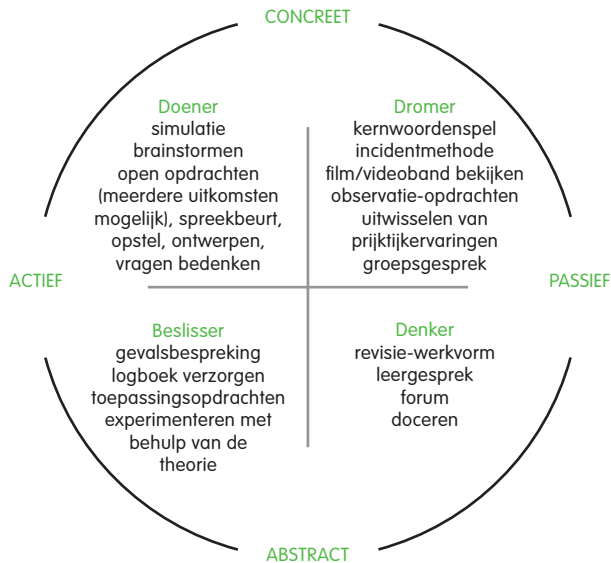 CONCREET
Doener
simulatie
brainstormen
open opdrachten
(meerdere uitkomsten
mogelijk), spreekbeurt,
opstel, ontwerpen,
vragen bedenken
Dromer
kernwoordenspel
incidentmethode
film/videoband bekijken
observatie-opdrachten
uitwisselen van
prijktijkervaringen
groepsgesprek
ACTIEF
PASSIEF
Beslisser
gevalsbespreking
logboek verzorgen
toepassingsopdrachten
experimenteren met
behulp van de
theorie
Denker
revisie-werkvorm
leergesprek
forum
doceren
ABSTRACT